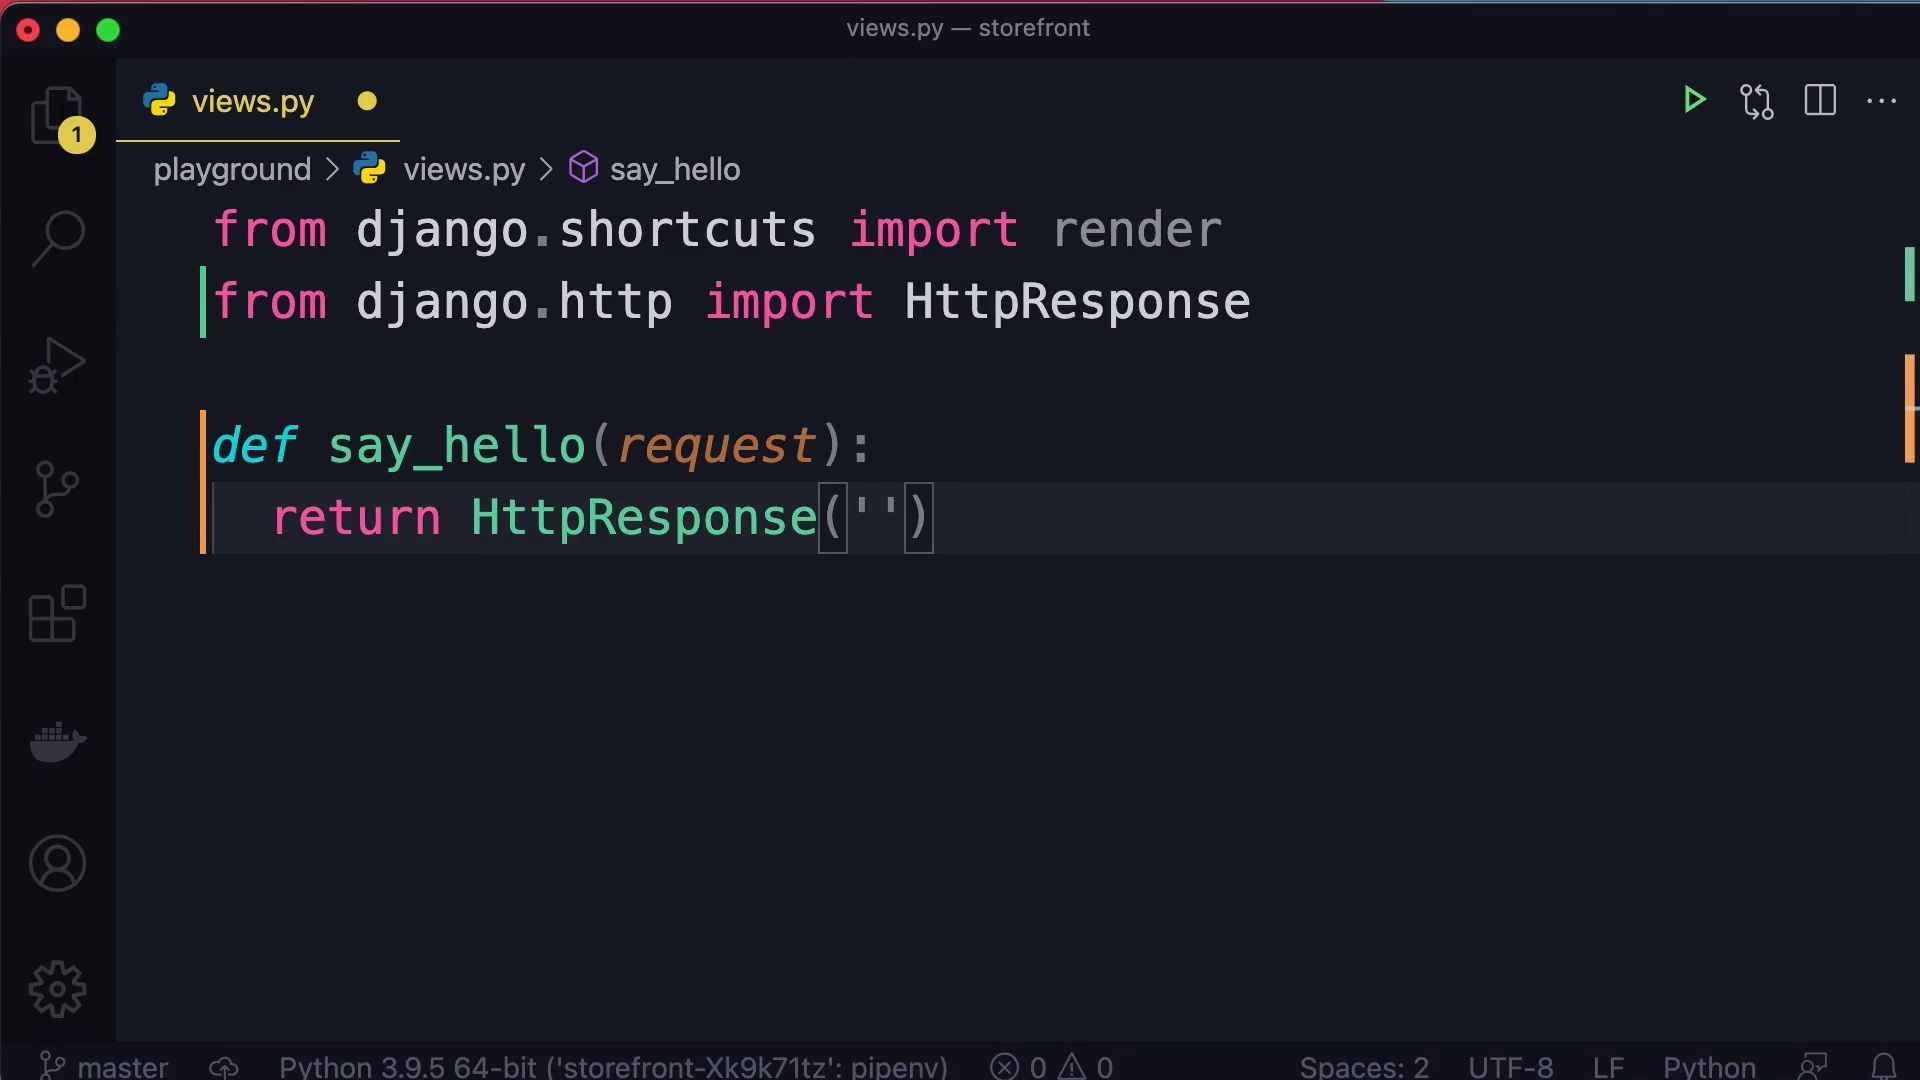 views.py — storefront
views.py
1
playground > views.py > say_hello
from django.shortcuts import render
from django.http import HttpResponse
def say_hello(request):
  return HttpResponse('')
master Python 3.9.5 64-bit ('storefront-Xk9k71tz': pipenv) 0 0 Spaces: 2 UTF-8 LF Python